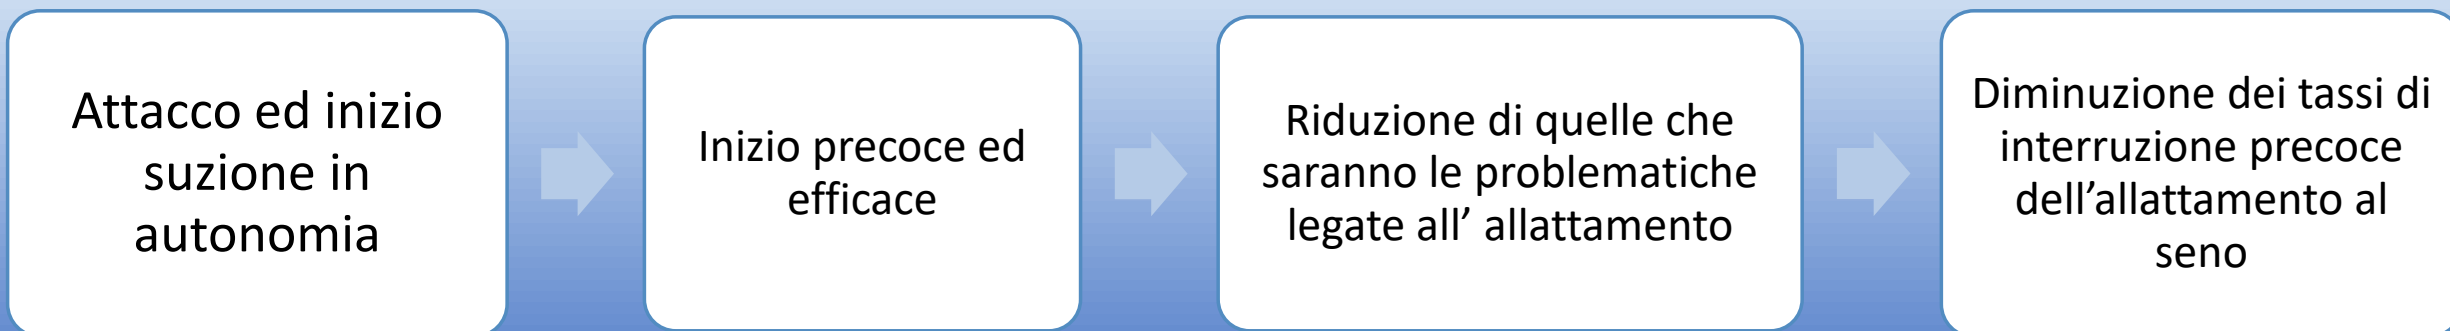 Attacco ed inizio
suzione in
autonomia
Inizio precoce ed
efficace
Riduzione di quelle che
saranno le problematiche
legate all’ allattamento
Diminuzione dei tassi di
interruzione precoce
dell’allattamento al
seno